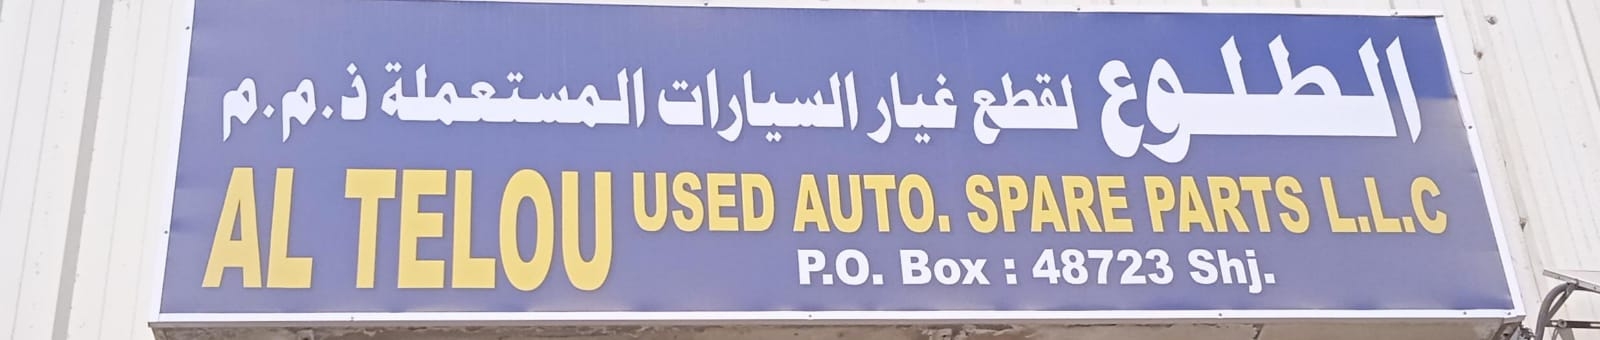 الطلوع لقطع غيار السيارات المستعملة ذ.م.م
AL TELOU USED AUTO. SPARE PARTS L.L.C
P.O. Box : 48723 Shj.